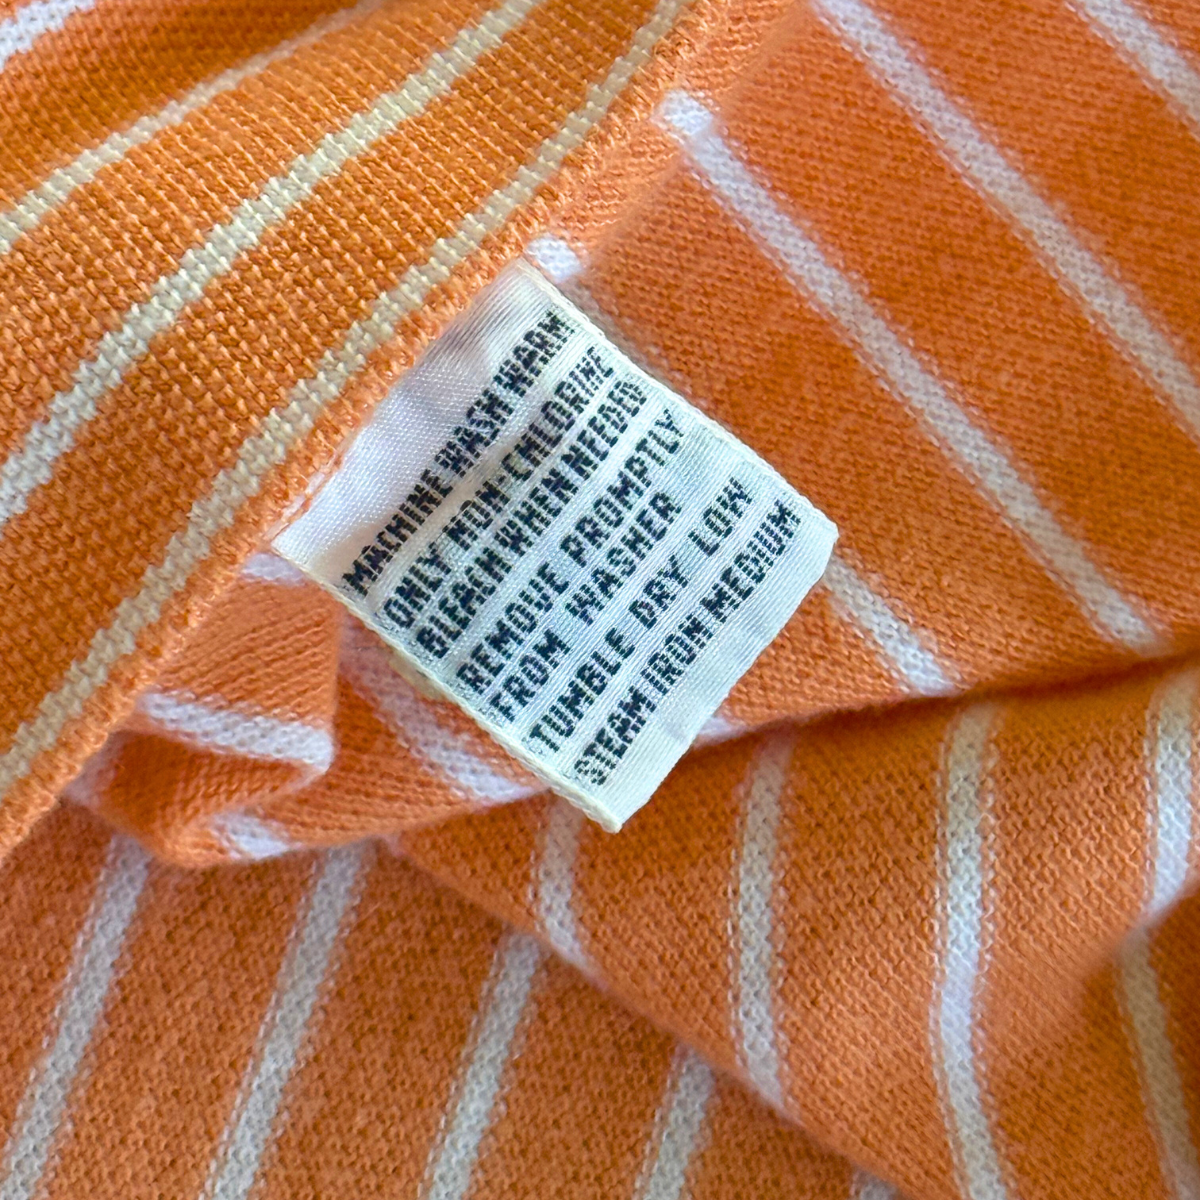 MACHINE WASH WARM
ONLY NON-CHLORINE
BLEACH WHEN NEEDED
REMOVE PROMPTLY
FROM WASHER
TUMBLE DRY LOW
STEAM IRON MEDIUM